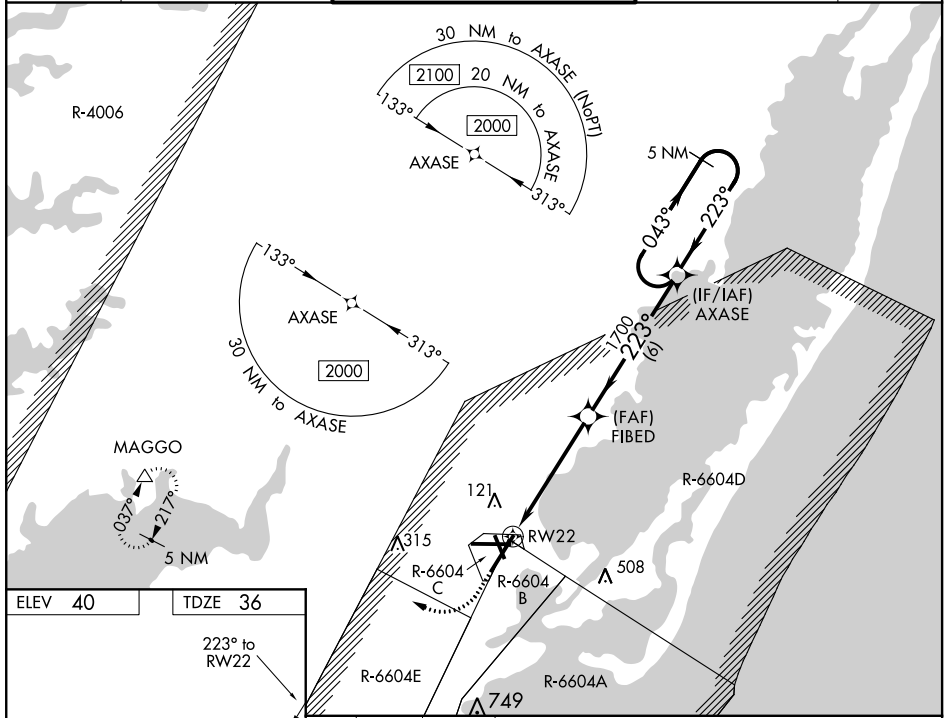 30 NM to AXASE (NoPT)
2100
20 NM to AXASE
R-4006
133°
2000
AXASE
313°
5 NM
043°
223°
133°
(IF/IAF)
AXASE
AXASE
1700
223°
(6)
313°
2000
30 NM to AXASE
(FAF)
FIBED
MAGGO
R-6604D
121
037°
217°
RW22
315
5 NM
R-6604
C
R-6604
B
508
ELEV 40
TDZE 36
223° to
RW22
R-6604E
R-6604A
749